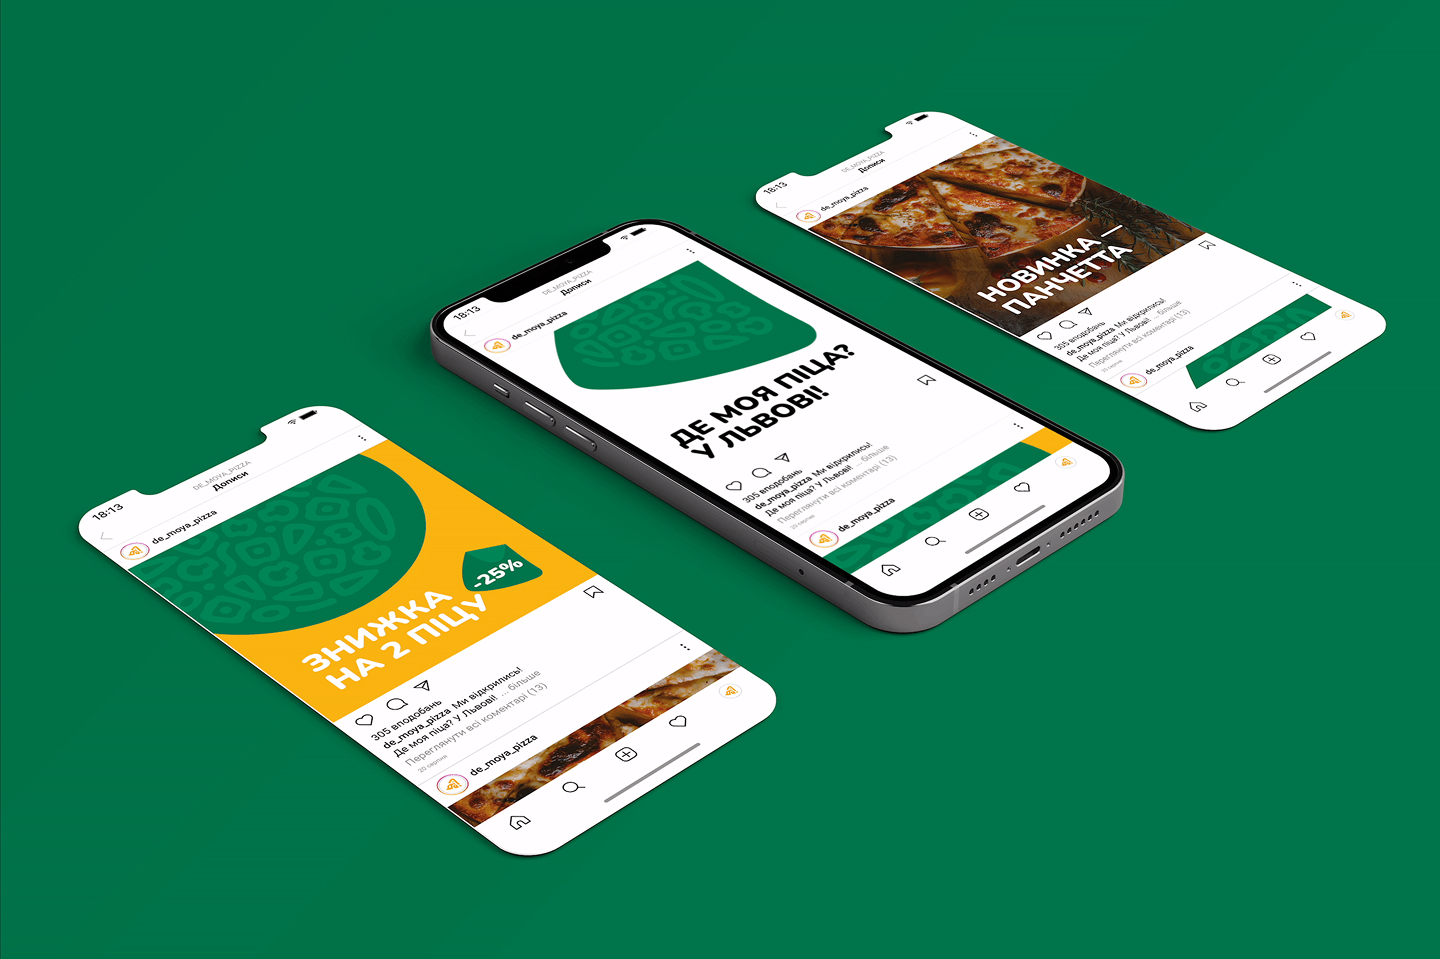 18:13
DE_MOYA_PIZZA
Дописи
de_moya_pizza
-25%
ЗНИЖКА
НА 2 ПІЦУ
305 вподобань
de_moya_pizza Ми відкрились!
Де моя піца? У Львові! ... більше
Переглянути всі коментарі (13)
20 серпня
de_moya_pizza
18:13
DE_MOYA_PIZZA
Дописи
de_moya_pizza
ДЕ МОЯ ПІЦА?
У ЛЬВОВІ!
305 вподобань
de_moya_pizza Ми відкрились!
Де моя піца? У Львові! ... більше
Переглянути всі коментарі (13)
20 серпня
de_moya_pizza
18:13
DE_MOYA_PIZZA
Дописи
de_moya_pizza
НОВИНКА —
ПАНЧЕТТА
305 вподобань
de_moya_pizza Ми відкрились!
Де моя піца? У Львові! ... більше
Переглянути всі коментарі (13)
20 серпня
de_moya_pizza